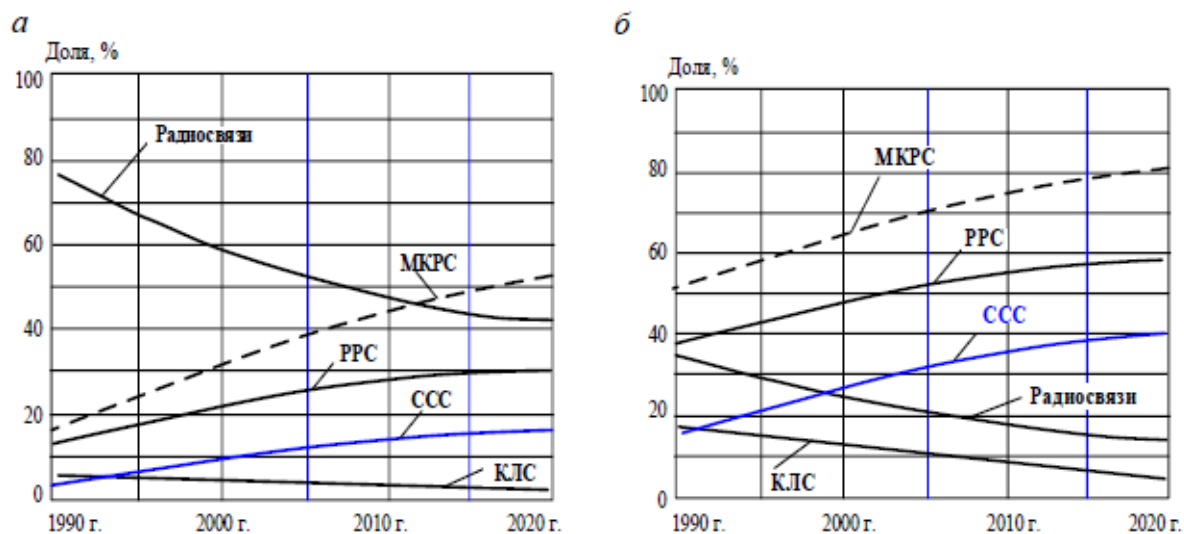 а
Доля, %
100
80
60
40
20
0
Радиосвязи
МКРС
РРС
ССС
КЛС
1990 г.
2000 г.
2010 г.
2020 г.
б
Доля, %
100
80
60
40
20
0
МКРС
РРС
ССС
Радиосвязи
КЛС
1990 г.
2000 г.
2010 г.
2020 г.